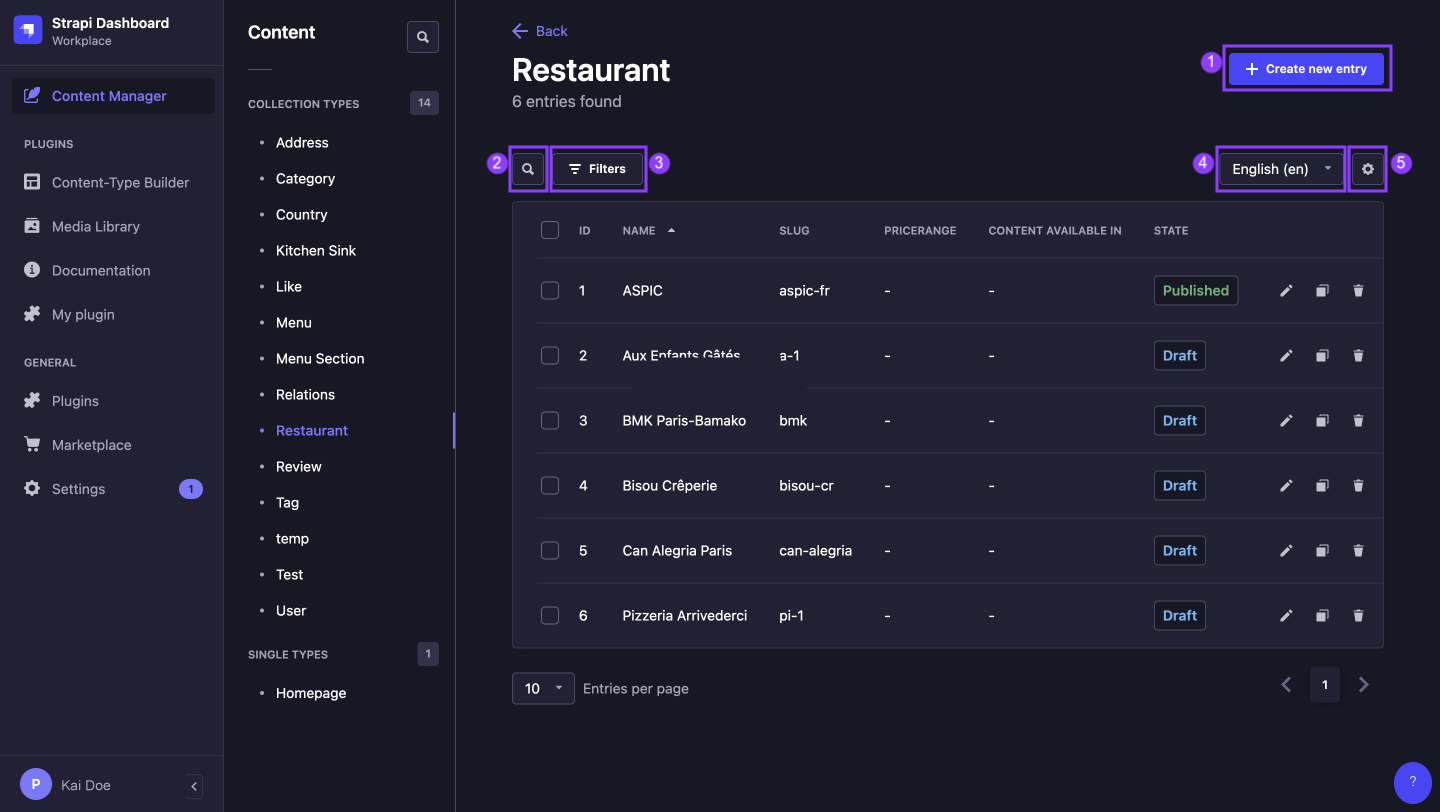 Strapi Dashboard
Workplace
Content Manager
PLUGINS
Content-Type Builder
Media Library
Documentation
My plugin
GENERAL
Plugins
Marketplace
Settings 1
P Kai Doe
Content
COLLECTION TYPES 14
Address
Category
Country
Kitchen Sink
Like
Menu
Menu Section
Relations
Restaurant
Review
Tag
temp
Test
User
SINGLE TYPES 1
Homepage
Back
Restaurant
6 entries found
1 Create new entry
2 Filters 3
4 English (en) 5
ID NAME SLUG PRICERANGE CONTENT AVAILABLE IN STATE
1 ASPIC aspic-fr - - Published
2 Aux Enfants Gâtés a-1 - - Draft
3 BMK Paris-Bamako bmk - - Draft
4 Bisou Crêperie bisou-cr - - Draft
5 Can Alegria Paris can-alegria - - Draft
6 Pizzeria Arrivederci pi-1 - - Draft
10 Entries per page 1
?